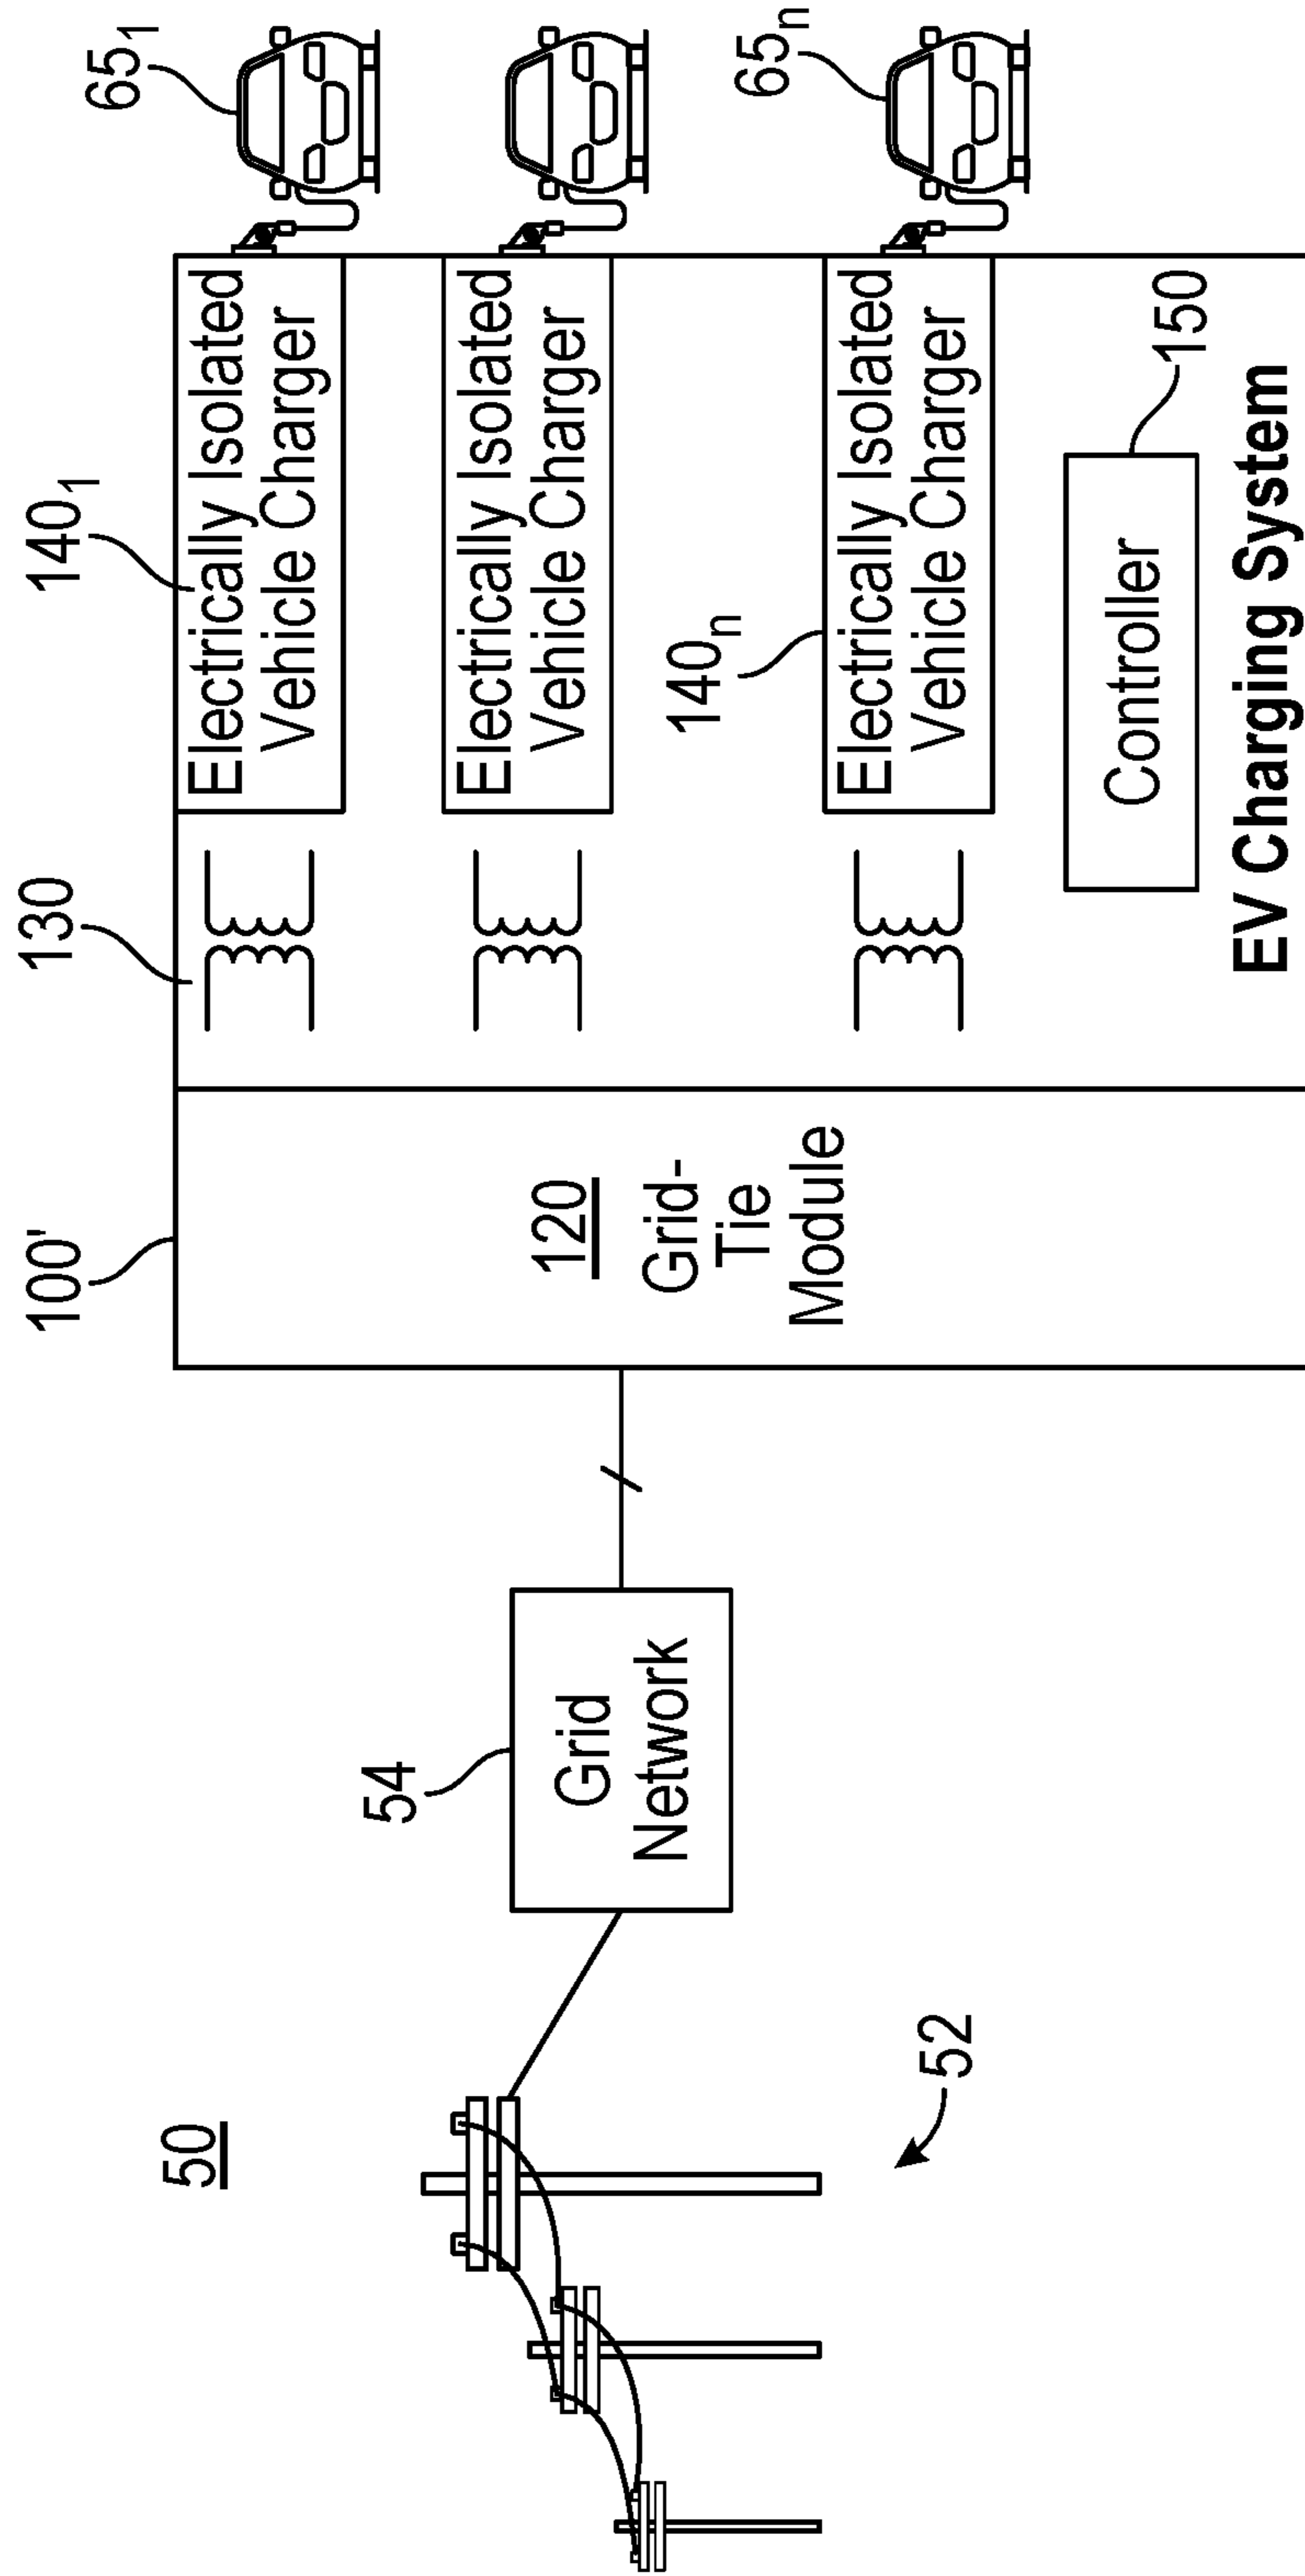 50
52
54
Grid
Network
100'
120
Grid-
Tie
Module
130
140₁
Electrically Isolated
Vehicle Charger
65₁
Electrically Isolated
Vehicle Charger
140ₙ
Electrically Isolated
Vehicle Charger
65ₙ
Controller
150
EV Charging System